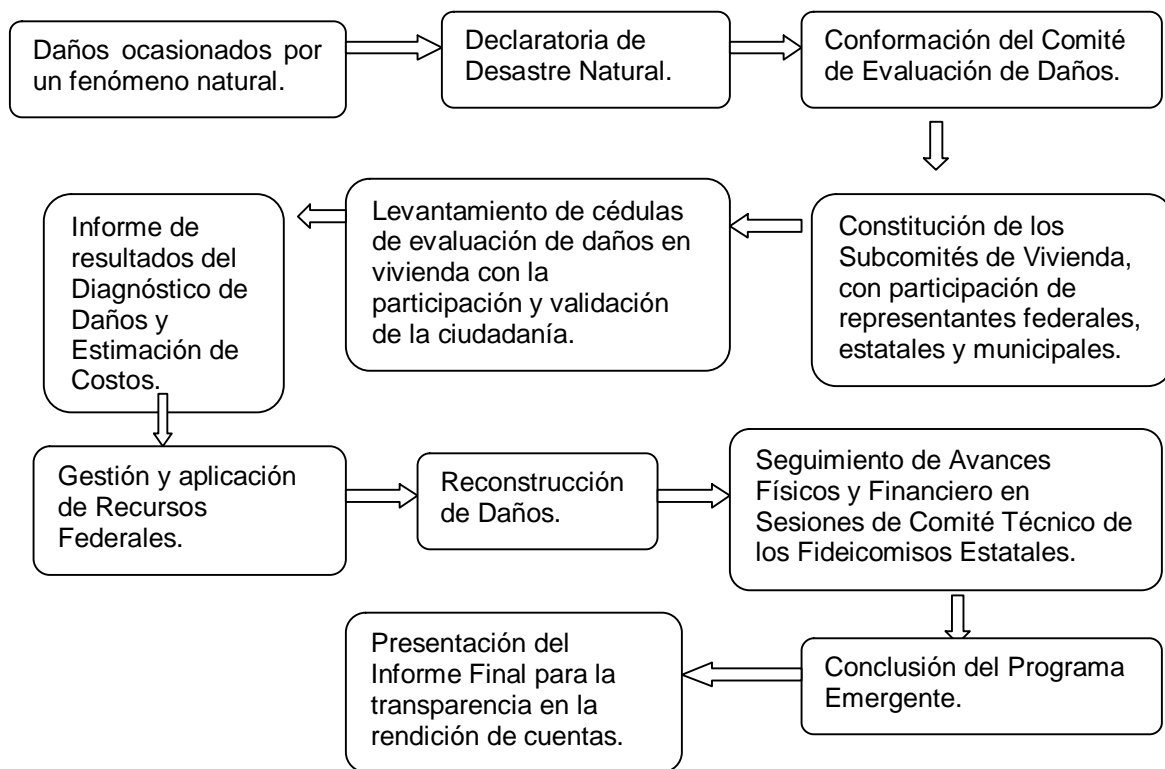 Daños ocasionados por
un fenómeno natural.
Declaratoria de
Desastre Natural.
Conformación del Comité
de Evaluación de Daños.
Constitución de los
Subcomités de Vivienda,
con participación de
representantes federales,
estatales y municipales.
Levantamiento de cédulas
de evaluación de daños en
vivienda con la
participación y validación
de la ciudadanía.
Informe de
resultados del
Diagnóstico de
Daños y
Estimación de
Costos.
Gestión y aplicación
de Recursos
Federales.
Reconstrucción
de Daños.
Seguimiento de Avances
Físicos y Financiero en
Sesiones de Comité Técnico de
los Fideicomisos Estatales.
Conclusión del Programa
Emergente.
Presentación del
Informe Final para la
transparencia en la
rendición de cuentas.